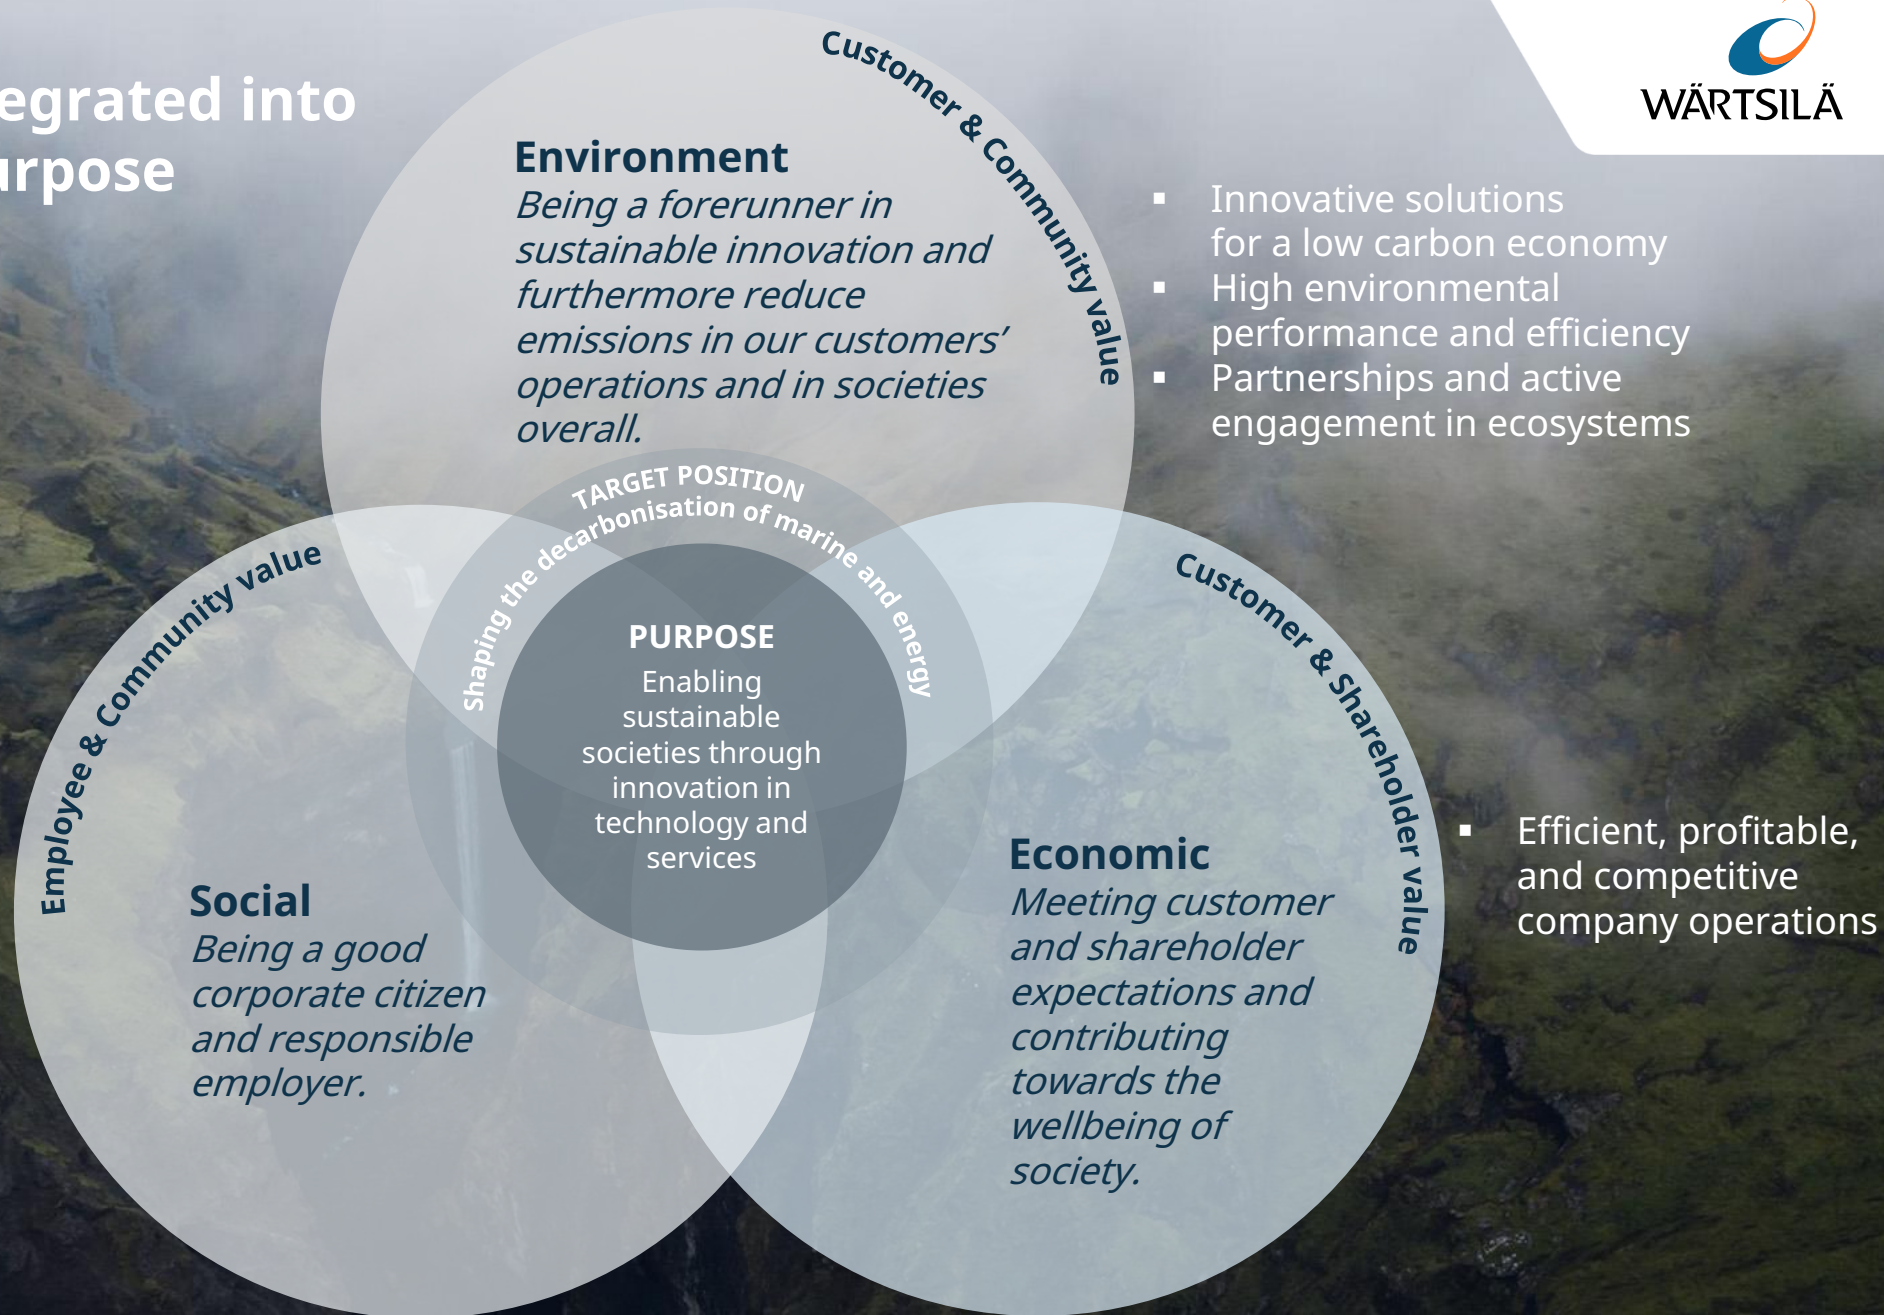 egrated into
urpose
WÄRTSILÄ
Customer & Community value
Environment
Being a forerunner in
sustainable innovation and
furthermore reduce
emissions in our customers’
operations and in societies
overall.
▪ Innovative solutions
for a low carbon economy
▪ High environmental
performance and efficiency
▪ Partnerships and active
engagement in ecosystems
TARGET POSITION
Shaping the decarbonisation of marine and energy
PURPOSE
Enabling
sustainable
societies through
innovation in
technology and
services
Employee & Community value
Social
Being a good
corporate citizen
and responsible
employer.
Customer & Shareholder value
Economic
Meeting customer
and shareholder
expectations and
contributing
towards the
wellbeing of
society.
▪ Efficient, profitable,
and competitive
company operations